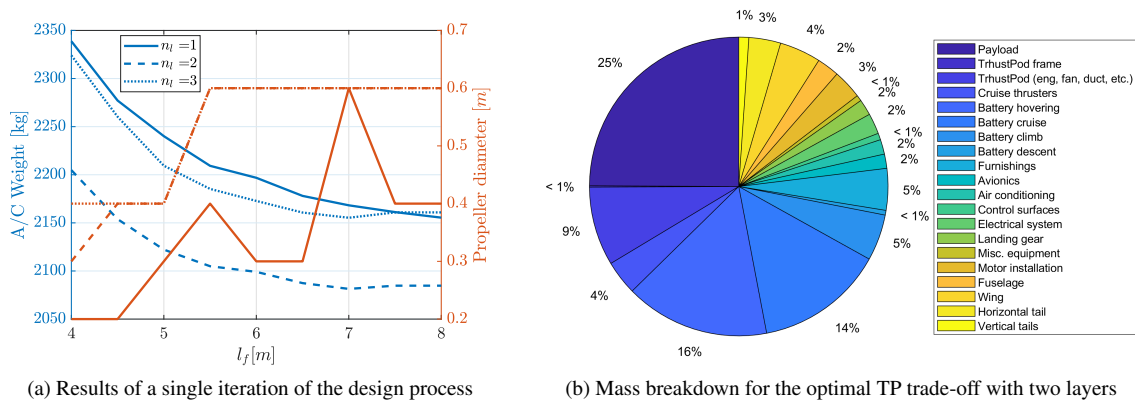 2350
2300
2250
2200
2150
2100
2050
A/C Weight [kg]
n_l =1
n_l =2
n_l =3
0.7
0.6
0.5
0.4
0.3
0.2
Propeller diameter [m]
4 5 6 7 8
l_f[m]
(a) Results of a single iteration of the design process
1%
3%
4%
2%
3%
< 1%
2%
2%
< 1%
2%
2%
5%
< 1%
5%
14%
16%
4%
9%
< 1%
25%
Payload
TrhustPod frame
TrhustPod (eng, fan, duct, etc.)
Cruise thrusters
Battery hovering
Battery cruise
Battery climb
Battery descent
Furnishings
Avionics
Air conditioning
Control surfaces
Electrical system
Landing gear
Misc. equipment
Motor installation
Fuselage
Wing
Horizontal tail
Vertical tails
(b) Mass breakdown for the optimal TP trade-off with two layers